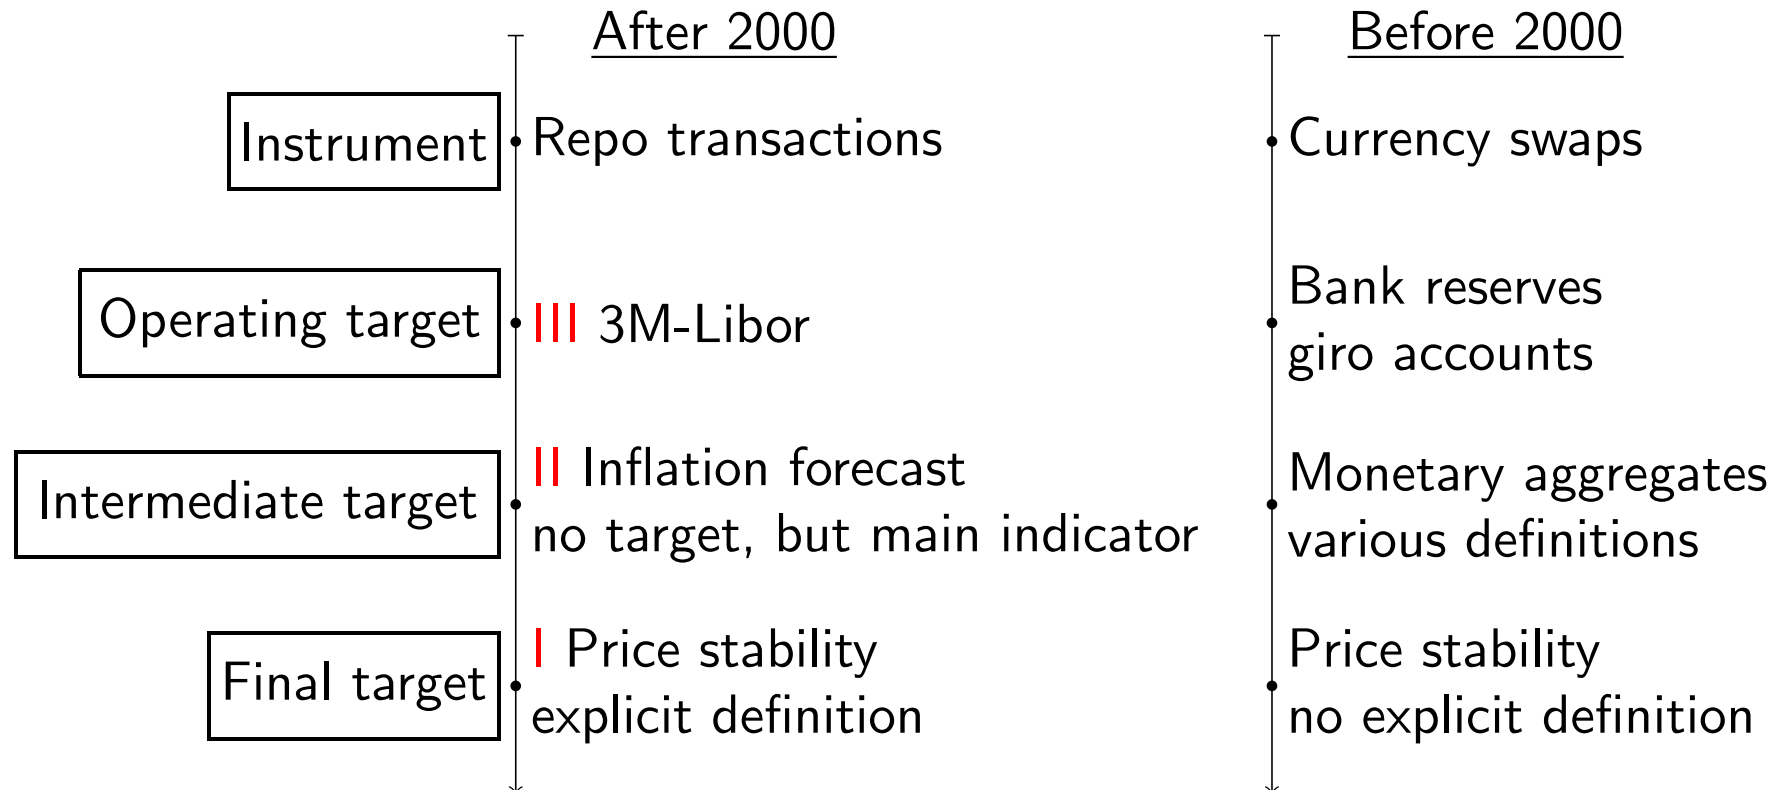 After 2000
Before 2000
Instrument
Repo transactions
Currency swaps
Operating target
III 3M-Libor
Bank reserves
giro accounts
Intermediate target
II Inflation forecast
no target, but main indicator
Monetary aggregates
various definitions
Final target
I Price stability
explicit definition
Price stability
no explicit definition